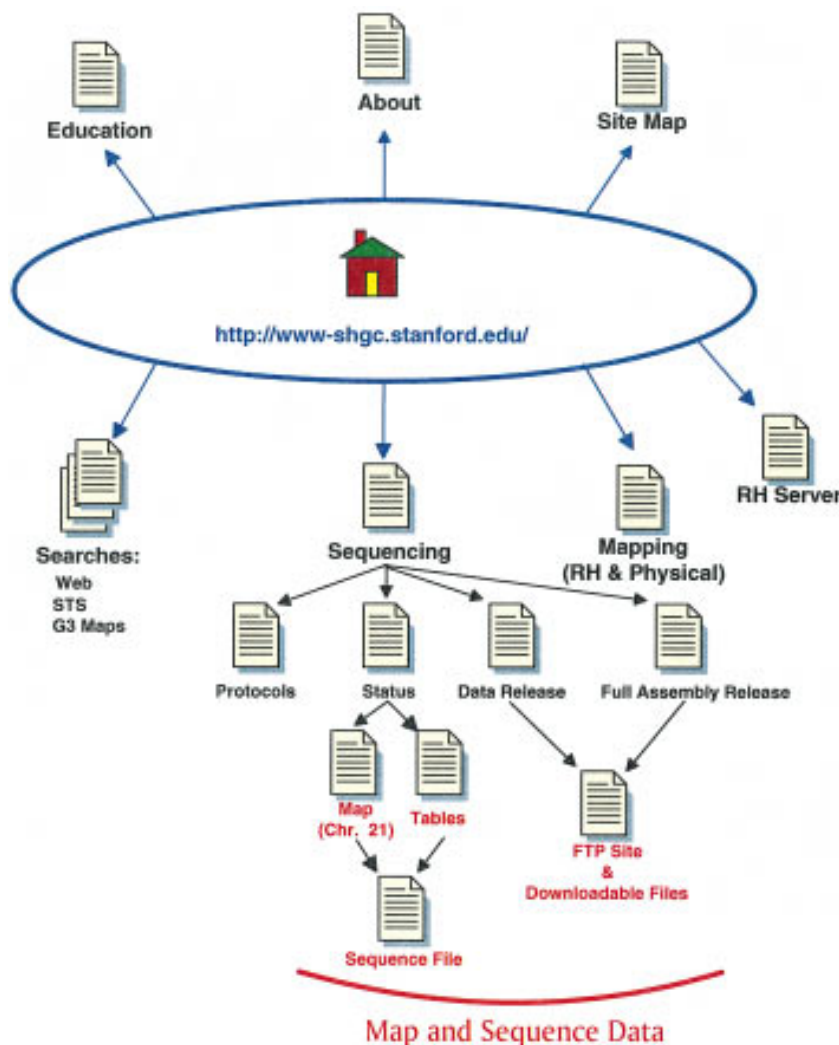 About
Education
Site Map
http://www-shgc.stanford.edu/
RH Server
Searches:
Web
STS
G3 Maps
Sequencing
Mapping
(RH & Physical)
Protocols
Status
Data Release
Full Assembly Release
Map
(Chr. 21)
Tables
FTP Site
&
Downloadable Files
Sequence File
Map and Sequence Data